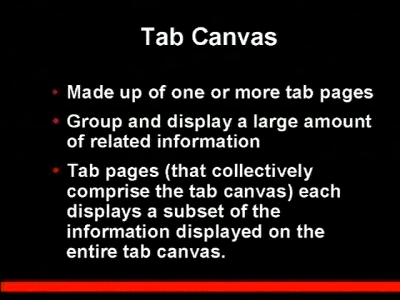 Tab Canvas
• Made up of one or more tab pages
• Group and display a large amount
of related information
• Tab pages (that collectively
comprise the tab canvas) each
displays a subset of the
information displayed on the
entire tab canvas.